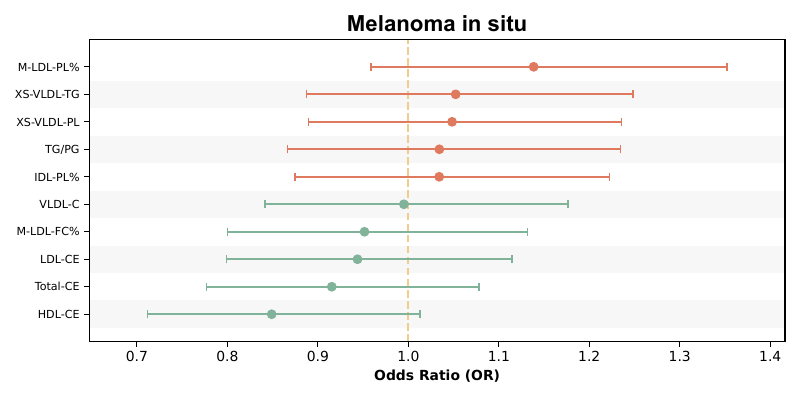 Melanoma in situ
M-LDL-PL%
XS-VLDL-TG
XS-VLDL-PL
TG/PG
IDL-PL%
VLDL-C
M-LDL-FC%
LDL-CE
Total-CE
HDL-CE
0.7 0.8 0.9 1.0 1.1 1.2 1.3 1.4
Odds Ratio (OR)